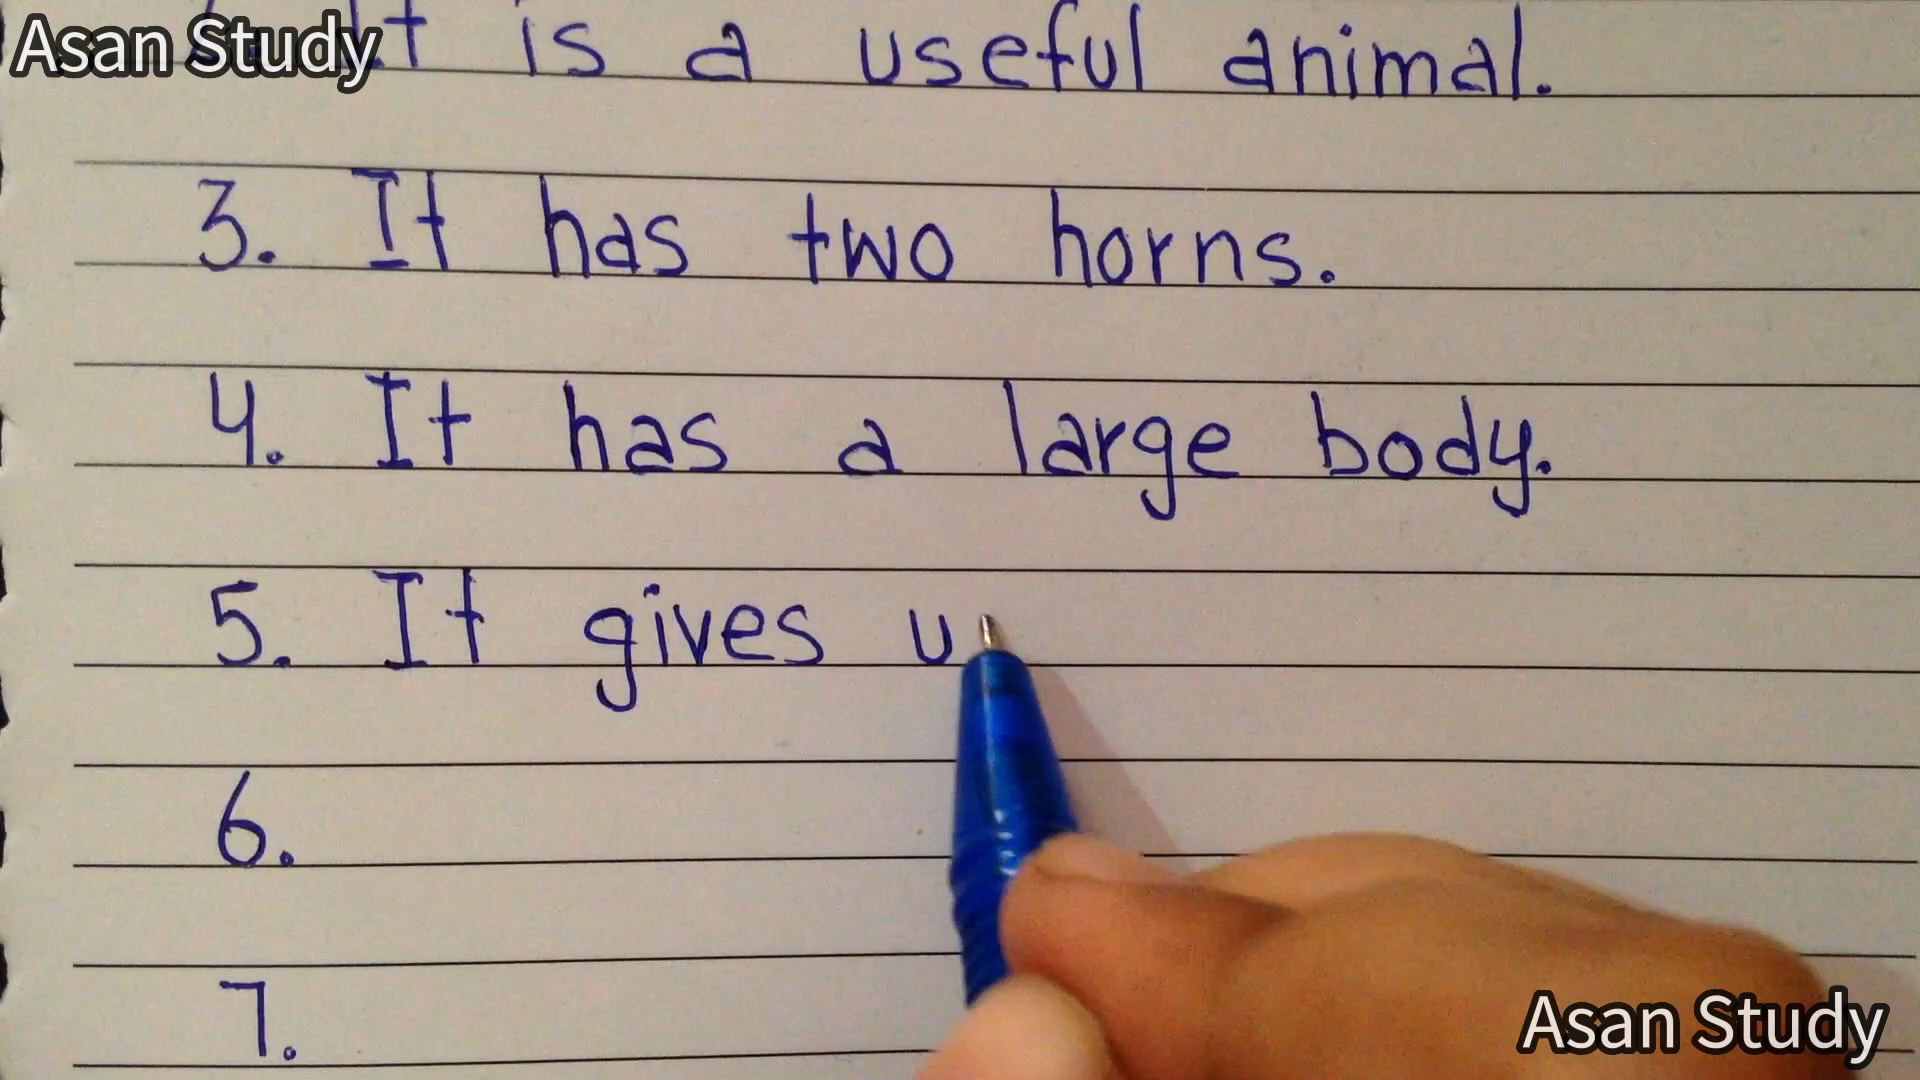 Asan Study
It is a useful animal.
3. It has two horns.
4. It has a large body.
5. It gives u
6.
7.
Asan Study